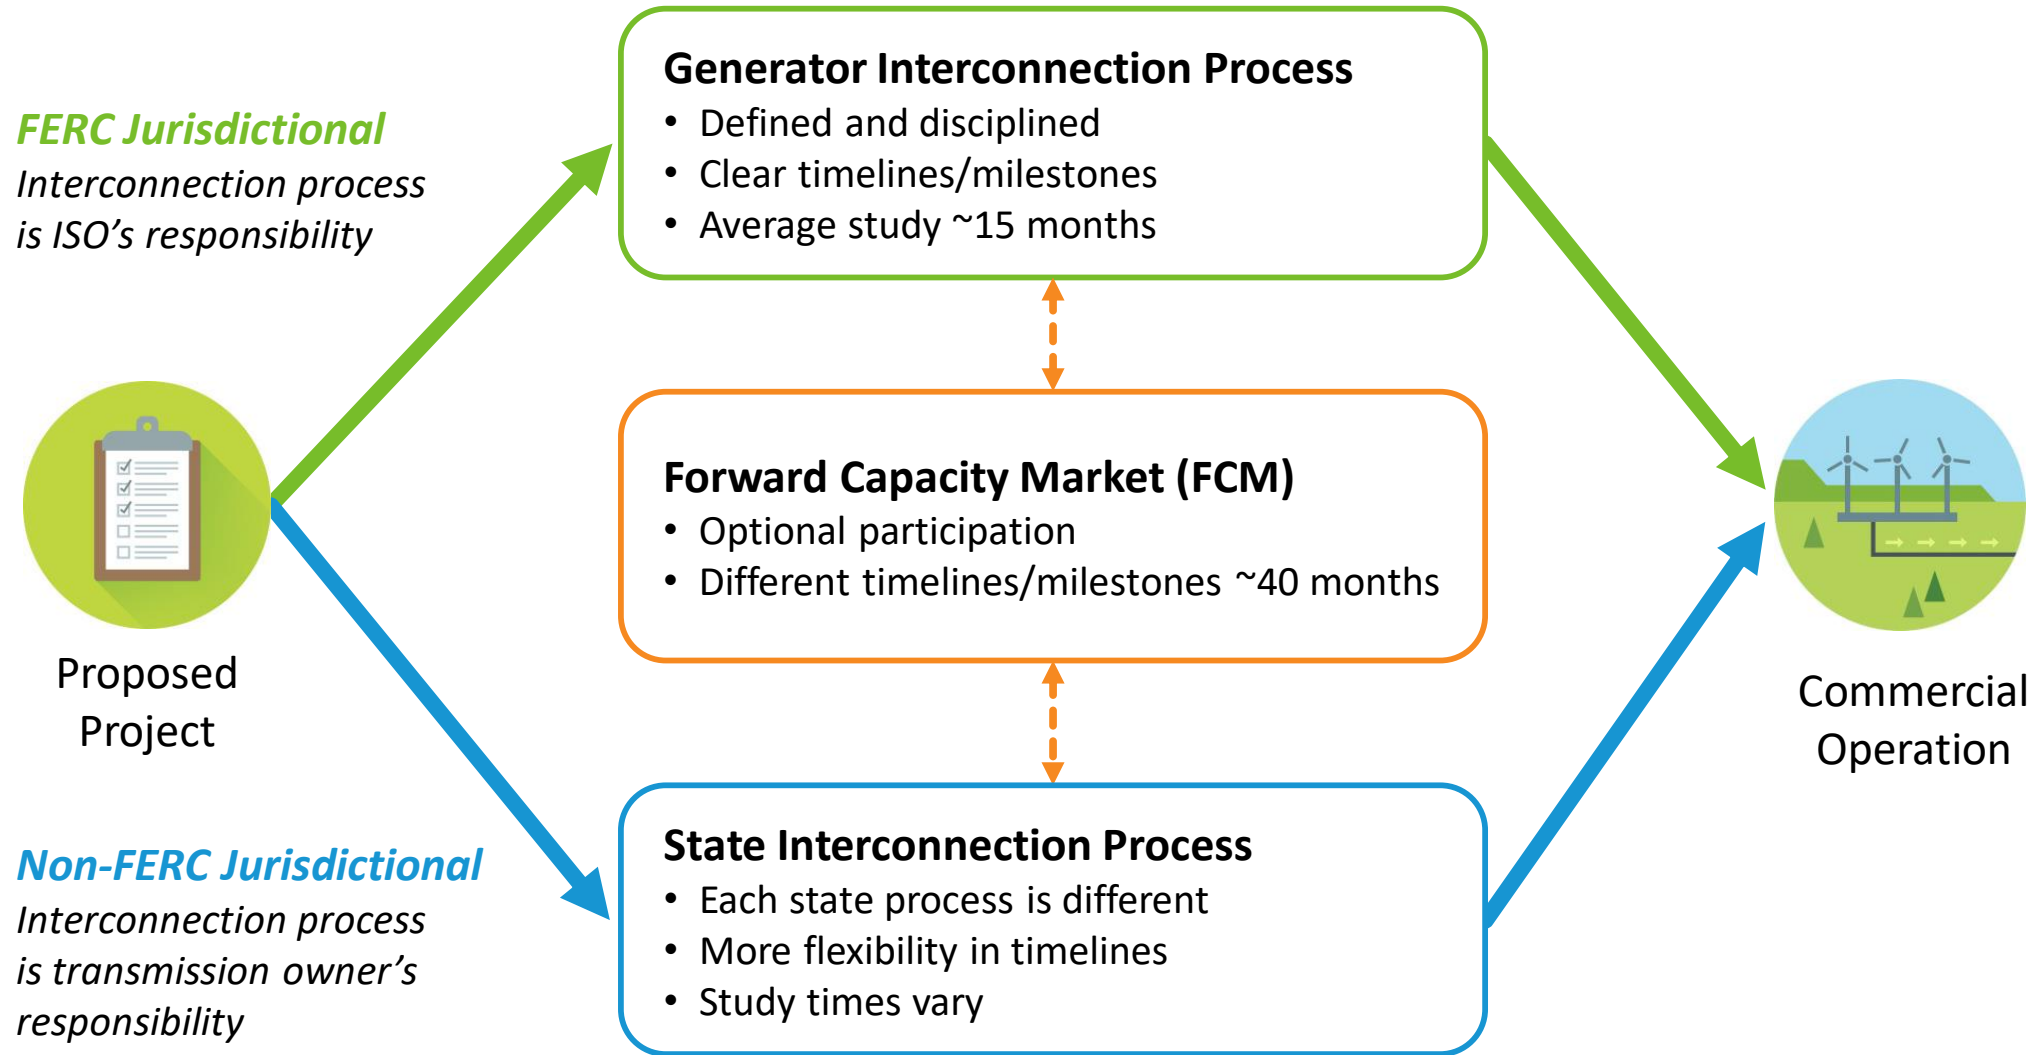 FERC Jurisdictional
Interconnection process
is ISO’s responsibility
Generator Interconnection Process
• Defined and disciplined
• Clear timelines/milestones
• Average study ~15 months
Forward Capacity Market (FCM)
• Optional participation
• Different timelines/milestones ~40 months
Proposed
Project
Commercial
Operation
Non-FERC Jurisdictional
Interconnection process
is transmission owner’s
responsibility
State Interconnection Process
• Each state process is different
• More flexibility in timelines
• Study times vary